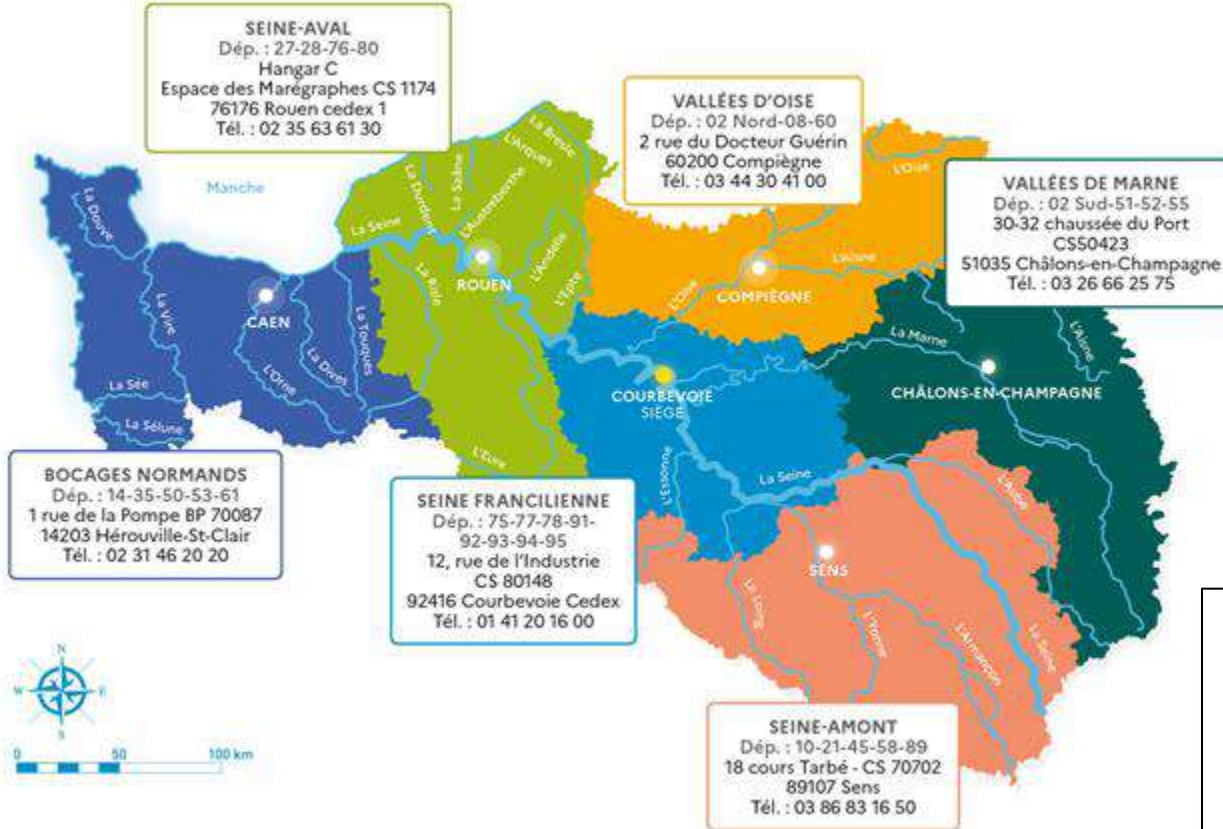 SEINE-AVAL
Dép. : 27-28-76-80
Hangar C
Espace des Marégraphes CS 1174
76176 Rouen cedex 1
Tél. : 02 35 63 61 30
VALLÉES D'OISE
Dép. : 02 Nord-08-60
2 rue du Docteur Guérin
60200 Compiègne
Tél. : 03 44 30 41 00
VALLÉES DE MARNE
Dép. : 02 Sud-51-52-55
30-32 chaussée du Port
CS50423
51035 Châlons-en-Champagne
Tél. : 03 26 66 25 75
Manche
La Douve
La Vire
La Sée
La Sélune
CAEN
L'Orne
La Dives
La Touques
La Seine
La Durdent
La Saâne
L'Austreberthe
L'Arques
La Bresle
ROUEN
La Risle
L'Andelle
L'Epte
L'Eure
L'Oise
L'Oise
L'Aisne
COMPIÈGNE
La Marne
L'Aisne
CHÂLONS-EN-CHAMPAGNE
COURBEVOIE
SIÈGE
L'Essonne
La Seine
L'Aube
SENS
Le Loing
L'Yonne
L'Armançon
La Seine
BOCAGES NORMANDS
Dép. : 14-35-50-53-61
1 rue de la Pompe BP 70087
14203 Hérouville-St-Clair
Tél. : 02 31 46 20 20
SEINE FRANCILIENNE
Dép. : 75-77-78-91-
92-93-94-95
12, rue de l'Industrie
CS 80148
92416 Courbevoie Cedex
Tél. : 01 41 20 16 00
SEINE-AMONT
Dép. : 10-21-45-58-89
18 cours Tarbé - CS 70702
89107 Sens
Tél. : 03 86 83 16 50
N
W E
S
0 50 100 km